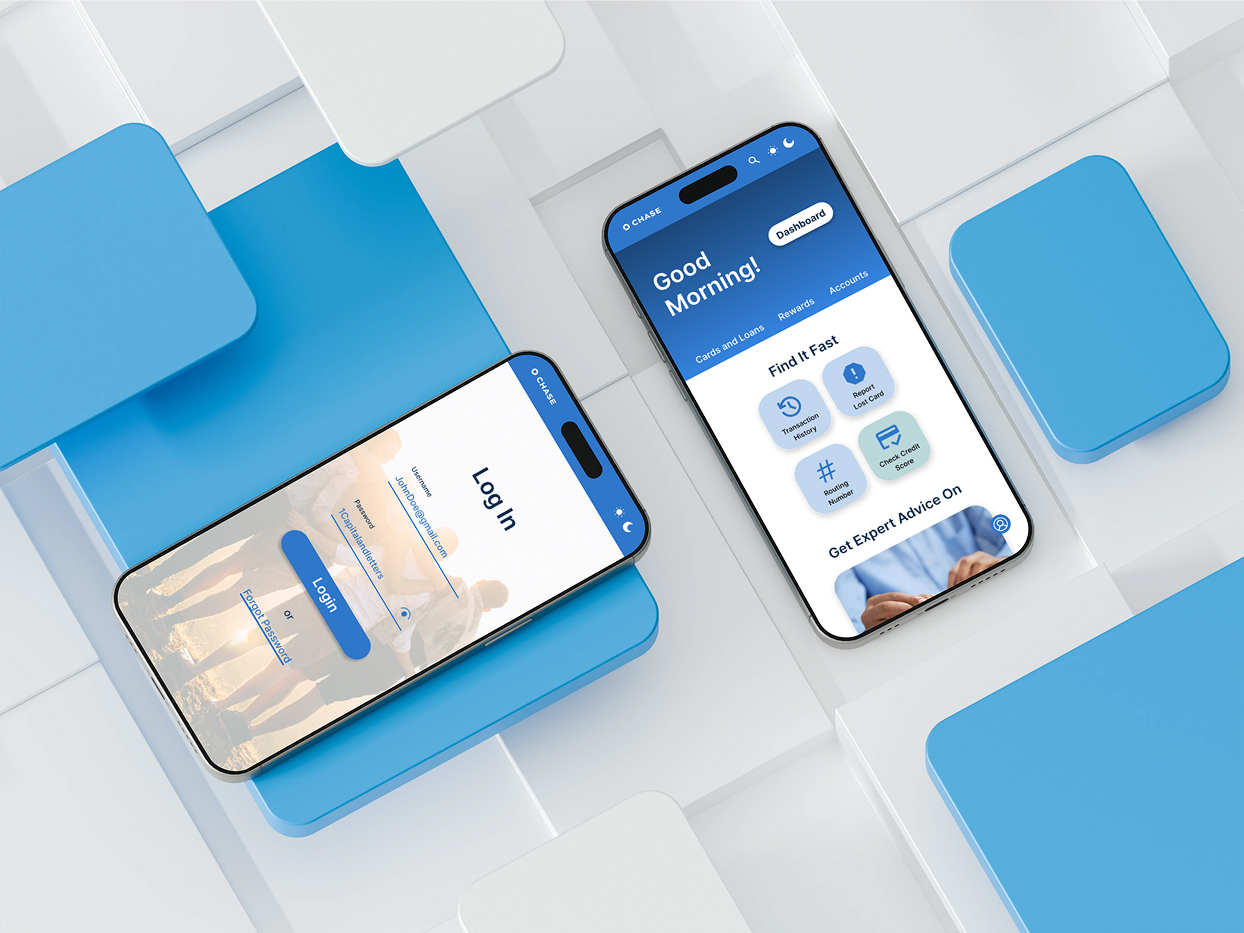 CHASE
Log In
Username
JohnDoe@gmail.com
Password
1Capitalandletters
Login
or
Forgot Password
CHASE
Dashboard
Good
Morning!
Cards and Loans
Rewards
Accounts
Find It Fast
Transaction
History
Report
Lost Card
Routing
Number
Check Credit
Score
Get Expert Advice On